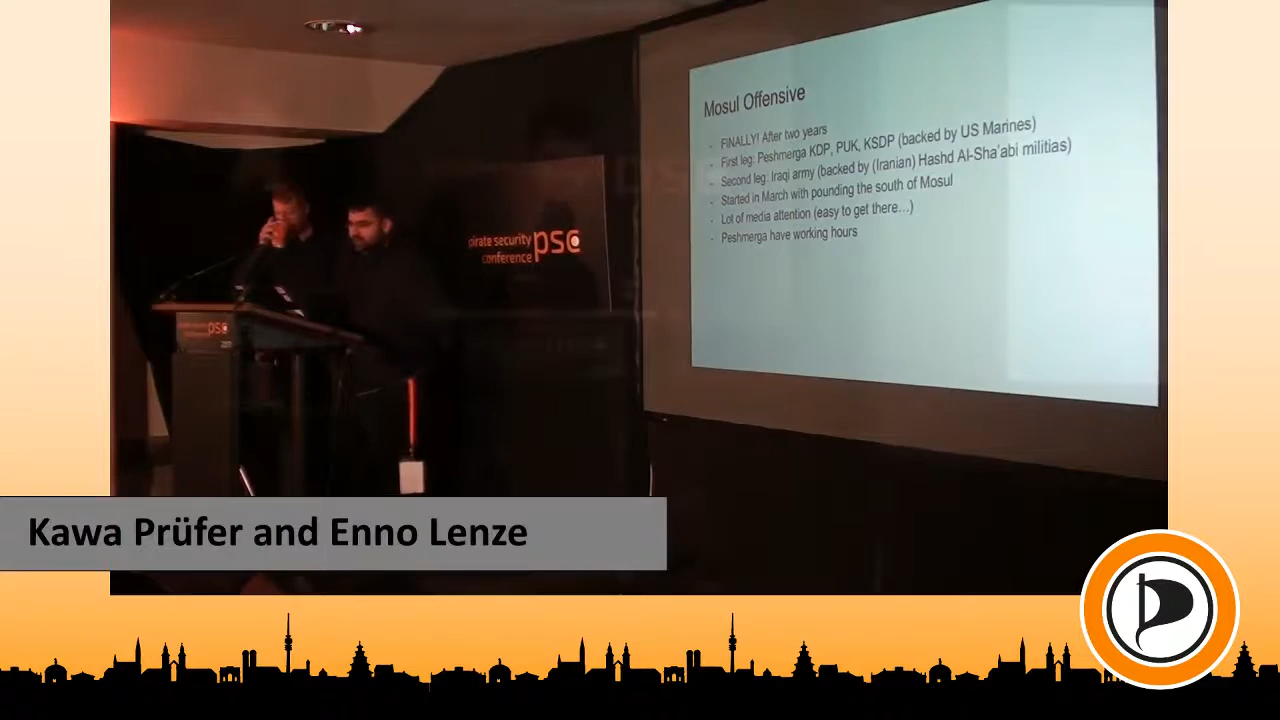 Mosul Offensive
- FINALLY! After two years
- First leg: Peshmerga KDP, PUK, KSDP (backed by US Marines)
- Second leg: Iraqi army (backed by (Iranian) Hashd Al-Sha'abi militias)
- Started in March with pounding the south of Mosul
- Lot of media attention (easy to get there…)
- Peshmerga have working hours
pirate security
conference
psc
psc
Kawa Prüfer and Enno Lenze